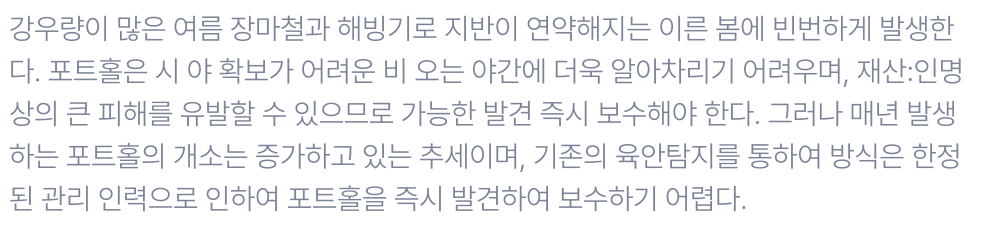 강우량이 많은 여름 장마철과 해빙기로 지반이 연약해지는 이른 봄에 빈번하게 발생한
다. 포트홀은 시 야 확보가 어려운 비 오는 야간에 더욱 알아차리기 어려우며, 재산:인명
상의 큰 피해를 유발할 수 있으므로 가능한 발견 즉시 보수해야 한다. 그러나 매년 발생
하는 포트홀의 개소는 증가하고 있는 추세이며, 기존의 육안탐지를 통하여 방식은 한정
된 관리 인력으로 인하여 포트홀을 즉시 발견하여 보수하기 어렵다.